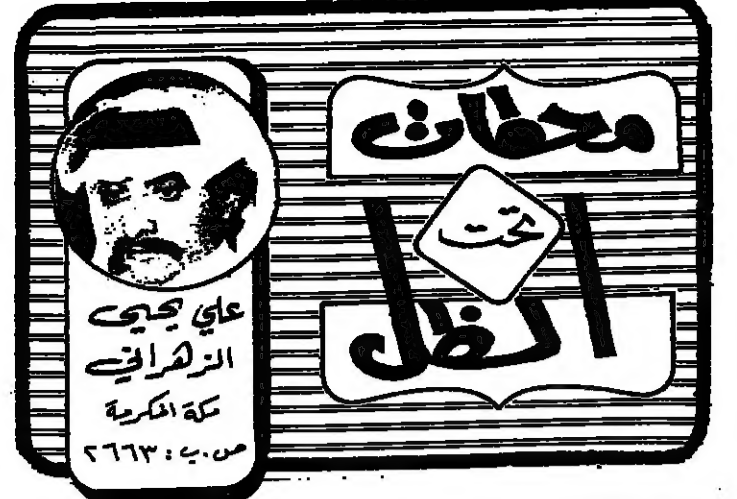 محطات
تحت
الظل
علي يحيى
الزهراني
مكة المكرمة
ص.ب: ٢٦٦٣